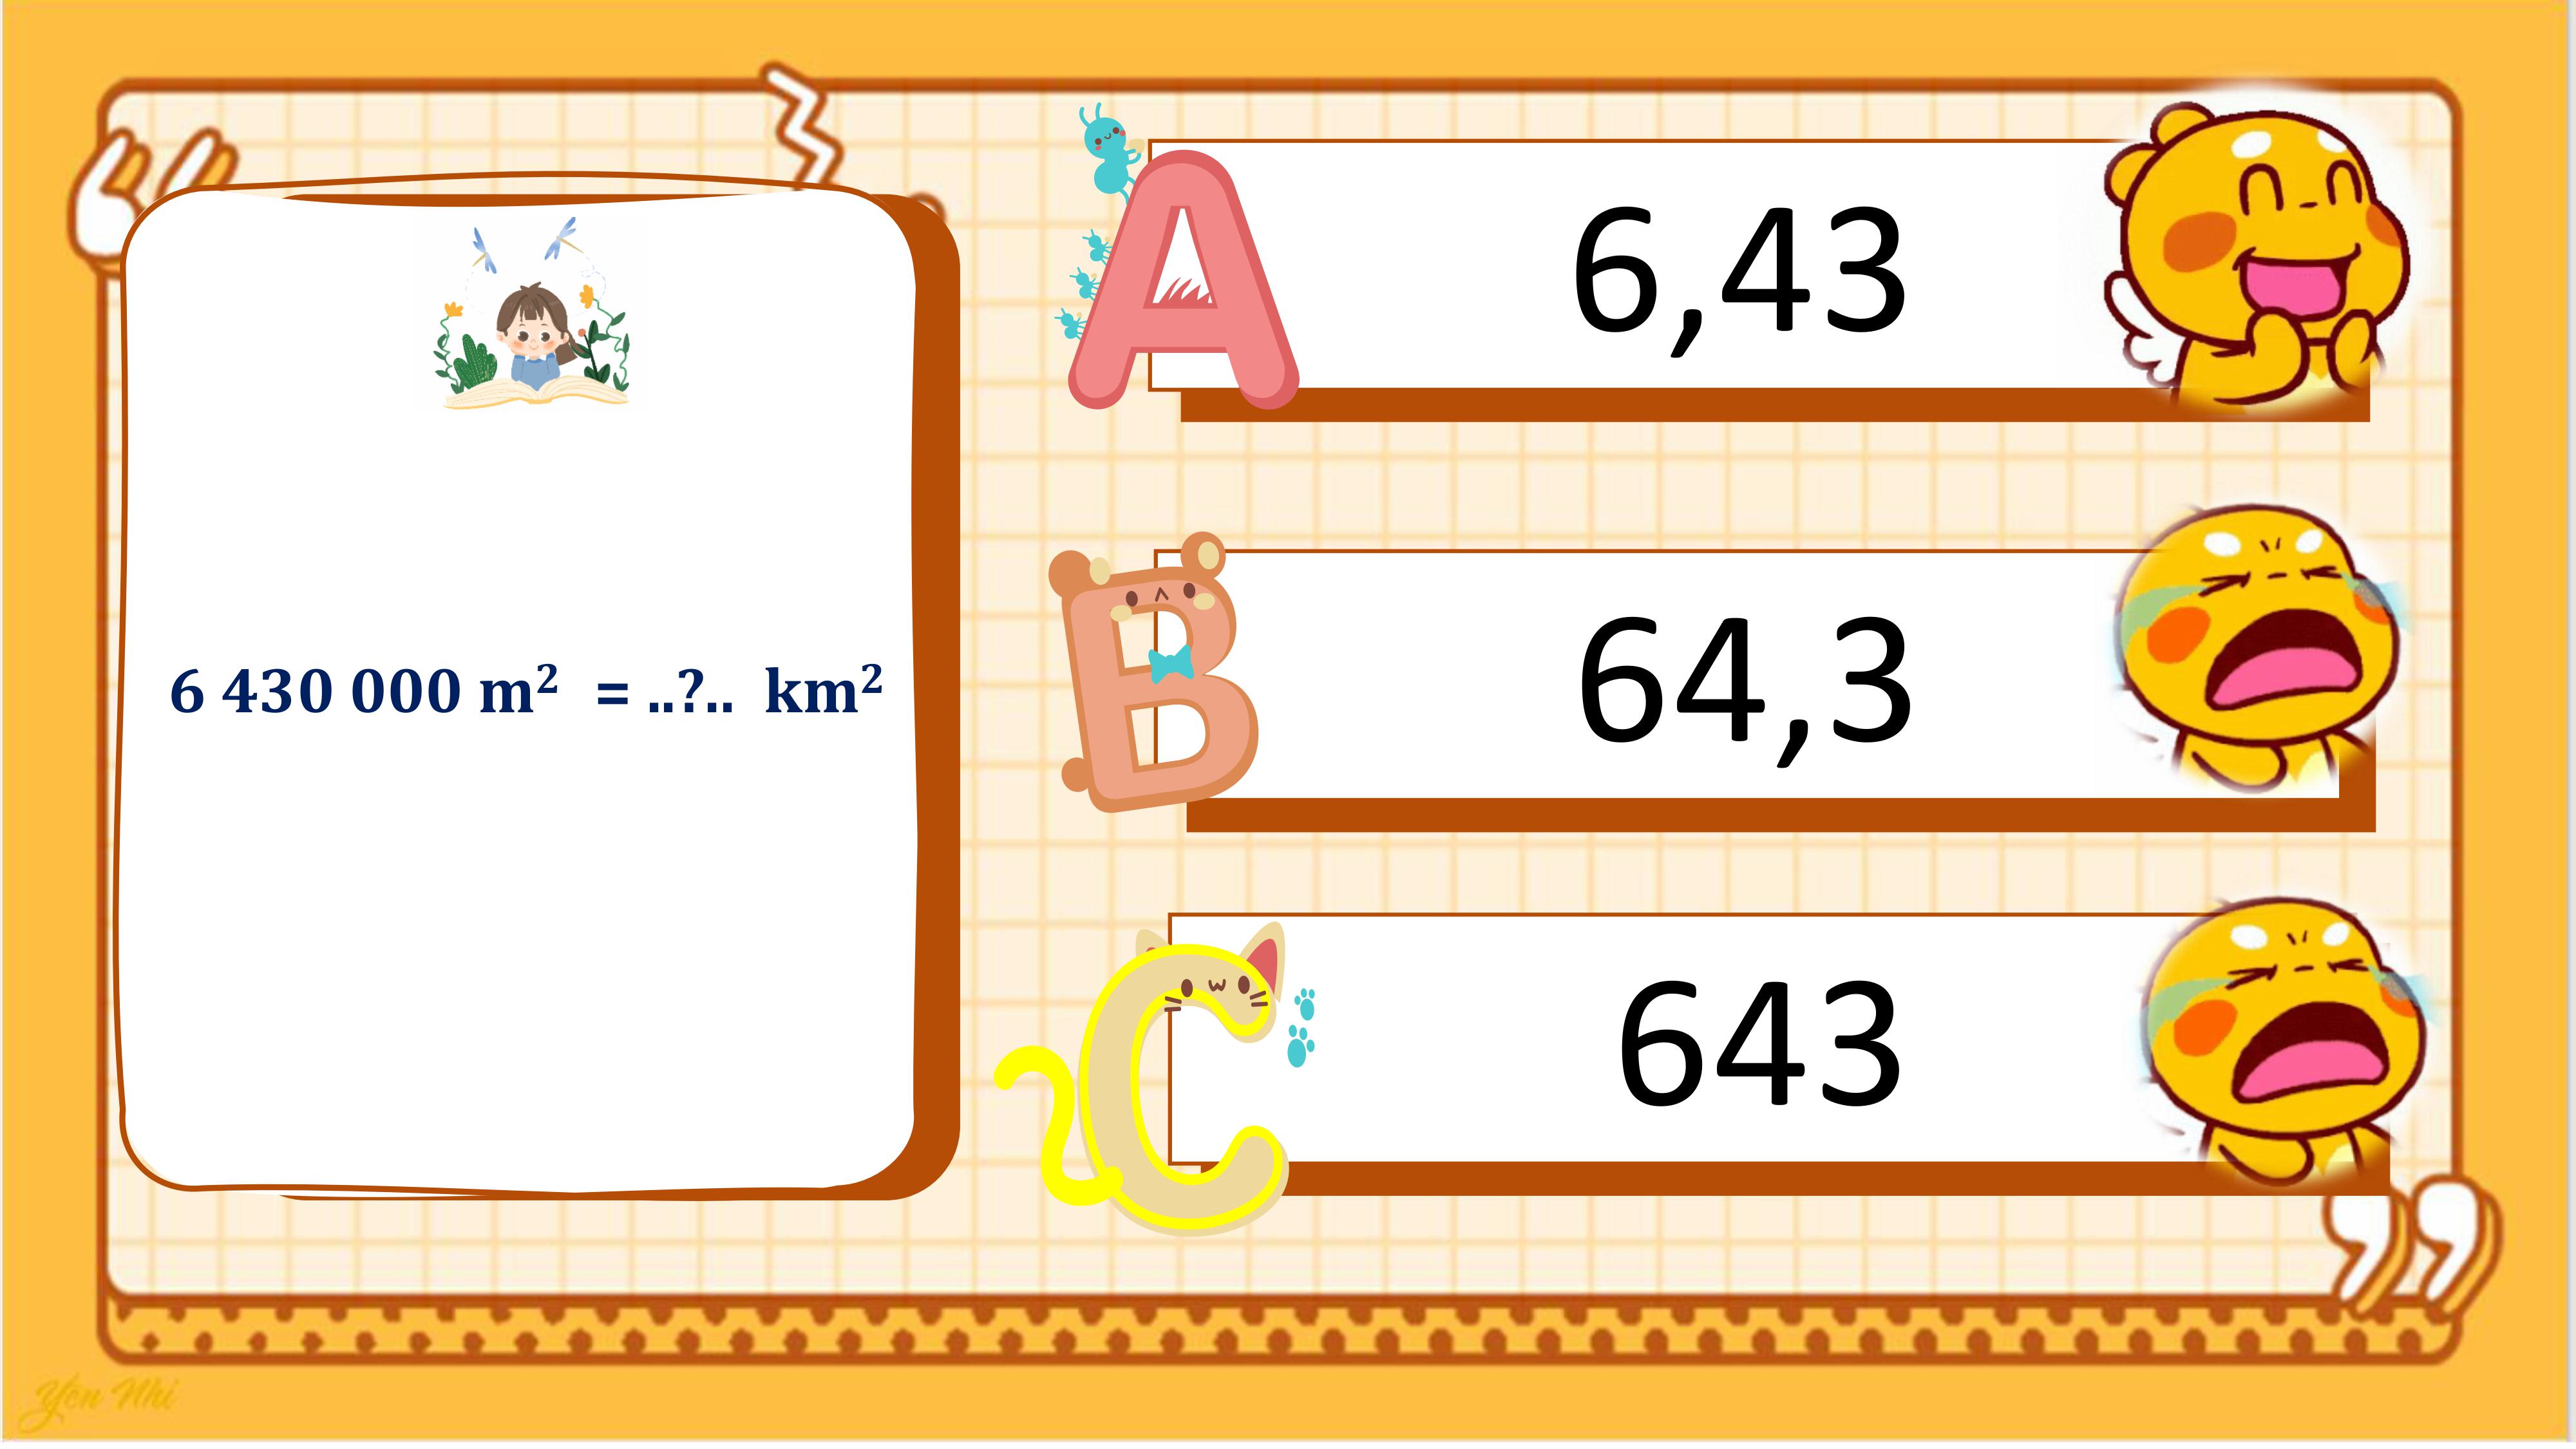 6 430 000 m² = ..?.. km²
A
6,43
B
64,3
C
643
Yến Nhi